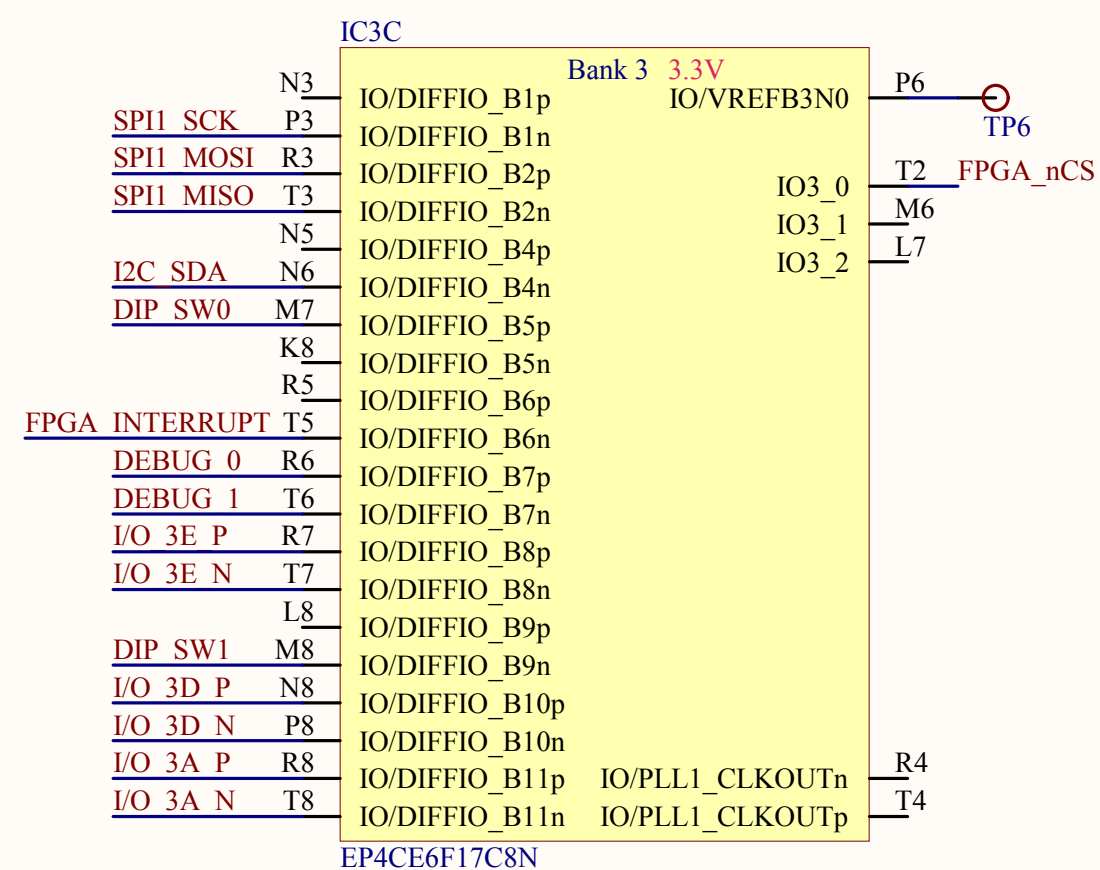 IC3C
Bank 3 3.3V
N3 IO/DIFFIO_B1p IO/VREFB3N0 P6
TP6
SPI1_SCK P3 IO/DIFFIO_B1n
SPI1_MOSI R3 IO/DIFFIO_B2p
SPI1_MISO T3 IO/DIFFIO_B2n IO3_0 T2 FPGA_nCS
N5 IO/DIFFIO_B4p IO3_1 M6
I2C_SDA N6 IO/DIFFIO_B4n IO3_2 L7
DIP_SW0 M7 IO/DIFFIO_B5p
K8 IO/DIFFIO_B5n
R5 IO/DIFFIO_B6p
FPGA_INTERRUPT T5 IO/DIFFIO_B6n
DEBUG_0 R6 IO/DIFFIO_B7p
DEBUG_1 T6 IO/DIFFIO_B7n
I/O_3E_P R7 IO/DIFFIO_B8p
I/O_3E_N T7 IO/DIFFIO_B8n
L8 IO/DIFFIO_B9p
DIP_SW1 M8 IO/DIFFIO_B9n
I/O_3D_P N8 IO/DIFFIO_B10p
I/O_3D_N P8 IO/DIFFIO_B10n
I/O_3A_P R8 IO/DIFFIO_B11p IO/PLL1_CLKOUTn R4
I/O_3A_N T8 IO/DIFFIO_B11n IO/PLL1_CLKOUTp T4
EP4CE6F17C8N